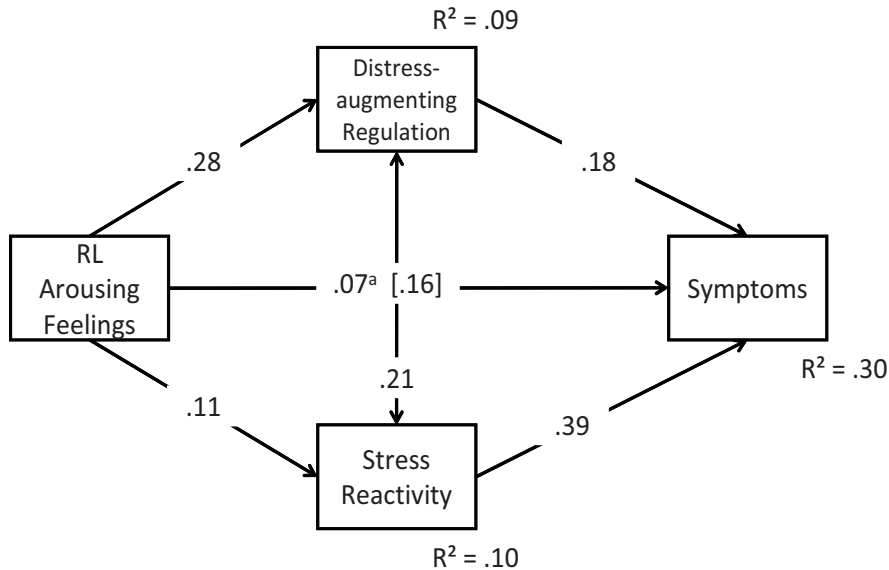 R² = .09
Distress-
augmenting
Regulation
.28
.18
RL
Arousing
Feelings
.07ᵃ [.16]
Symptoms
R² = .30
.21
.11
.39
Stress
Reactivity
R² = .10